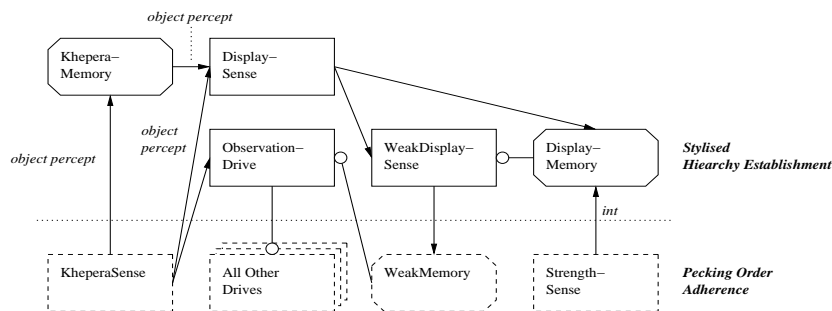 object percept
Khepera–
Memory
Display–
Sense
object
percept
object percept
Observation–
Drive
WeakDisplay–
Sense
Display–
Memory
Stylised
Hiearchy Establishment
int
KheperaSense
All Other
Drives
WeakMemory
Strength–
Sense
Pecking Order
Adherence